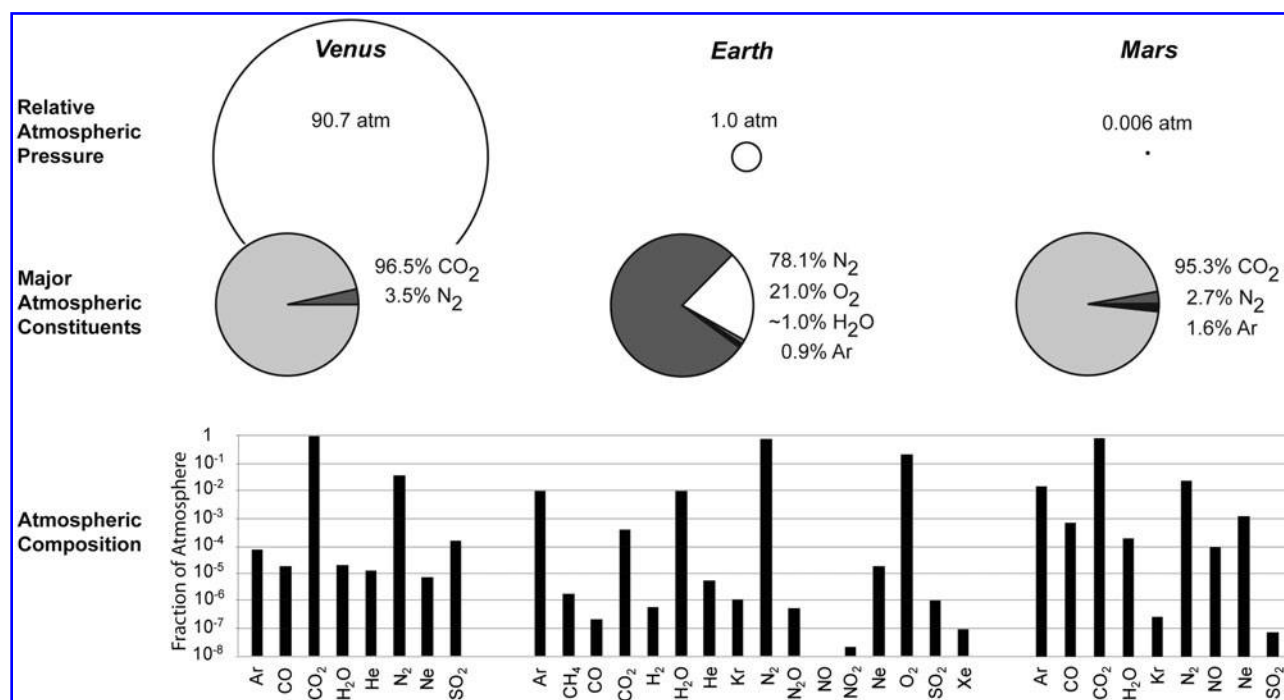 Venus Earth Mars
Relative
Atmospheric
Pressure
90.7 atm 1.0 atm 0.006 atm
Major
Atmospheric
Constituents
96.5% CO2
3.5% N2
78.1% N2
21.0% O2
~1.0% H2O
0.9% Ar
95.3% CO2
2.7% N2
1.6% Ar
Atmospheric
Composition
Fraction of Atmosphere
1
10-1
10-2
10-3
10-4
10-5
10-6
10-7
10-8
Ar CO CO2 H2O He N2 Ne SO2
Ar CH4 CO CO2 H2 H2O He Kr N2 N2O NO NO2 Ne O2 SO2 Xe
Ar CO CO2 H2O Kr N2 NO Ne